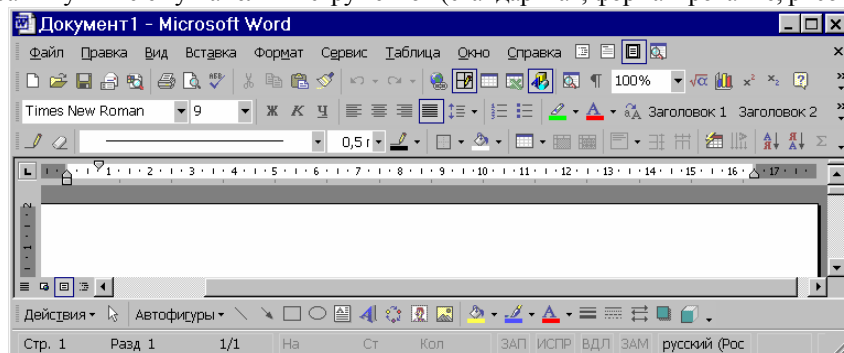 Документ1 - Microsoft Word
Файл Правка Вид Вставка Формат Сервис Таблица Окно Справка
100%
Times New Roman 9 Ж К Ч Заголовок 1 Заголовок 2
0,5 г
1 2 3 4 5 6 7 8 9 10 11 12 13 14 15 16 17
Действия Автофигуры
Стр. 1 Разд 1 1/1 На Ст Кол ЗАП ИСПР ВДЛ ЗАМ русский (Рос